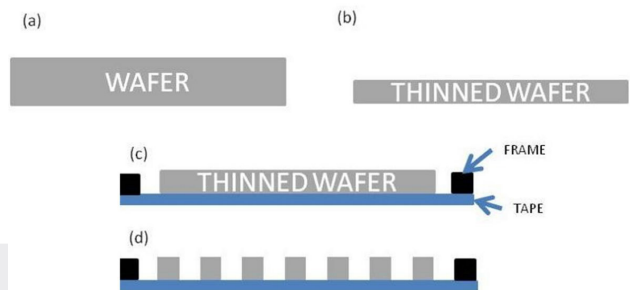 (a)
(b)
WAFER
THINNED WAFER
(c)
FRAME
THINNED WAFER
TAPE
(d)